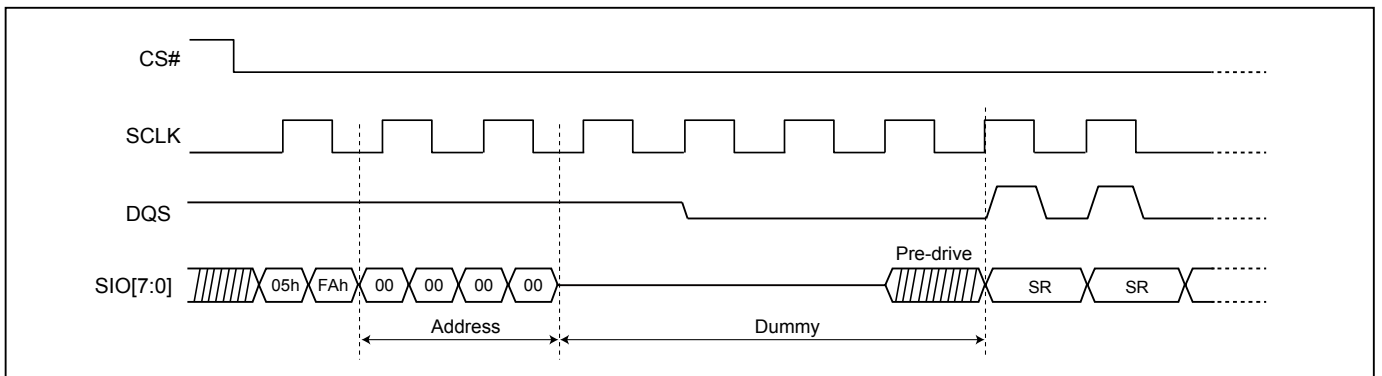 CS#
SCLK
DQS
Pre-drive
SIO[7:0] 05h FAh 00 00 00 00 SR SR
Address Dummy